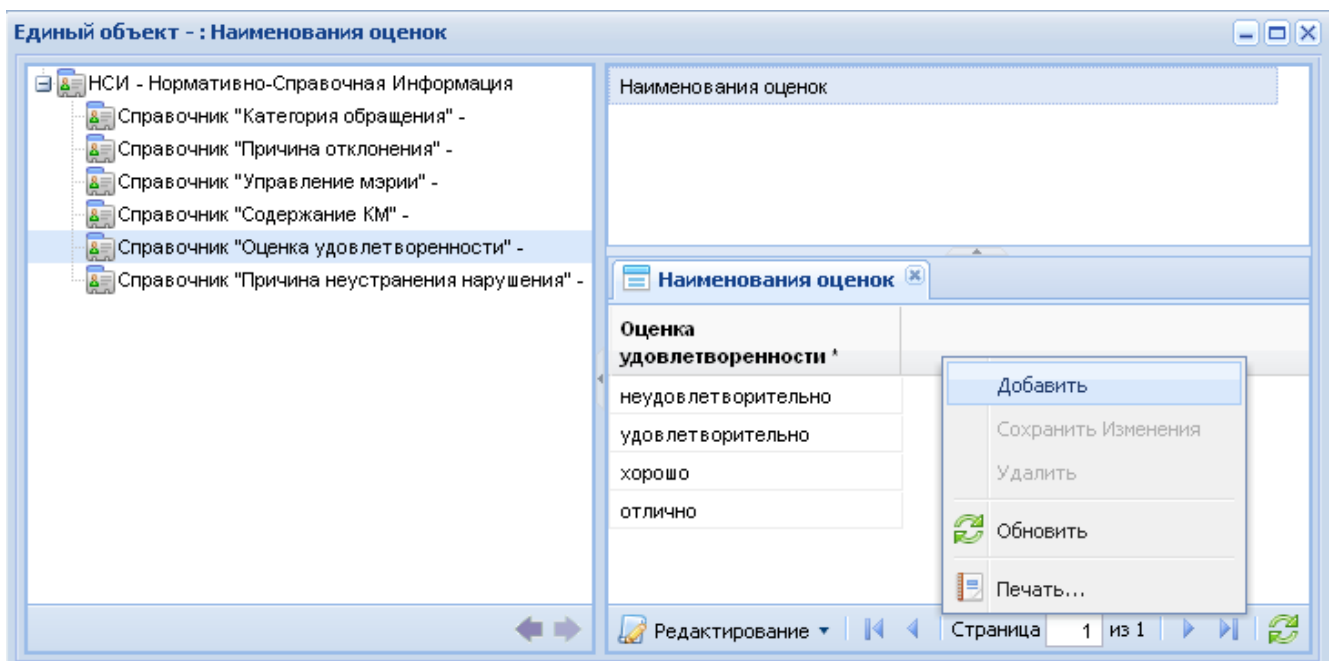 Единый объект - : Наименования оценок
НСИ - Нормативно-Справочная Информация
Справочник "Категория обращения" -
Справочник "Причина отклонения" -
Справочник "Управление мэрии" -
Справочник "Содержание КМ" -
Справочник "Оценка удовлетворенности" -
Справочник "Причина неустранения нарушения" -
Наименования оценок
Наименования оценок
Оценка
удовлетворенности *
неудовлетворительно
удовлетворительно
хорошо
отлично
Добавить
Сохранить Изменения
Удалить
Обновить
Печать...
Редактирование Страница 1 из 1